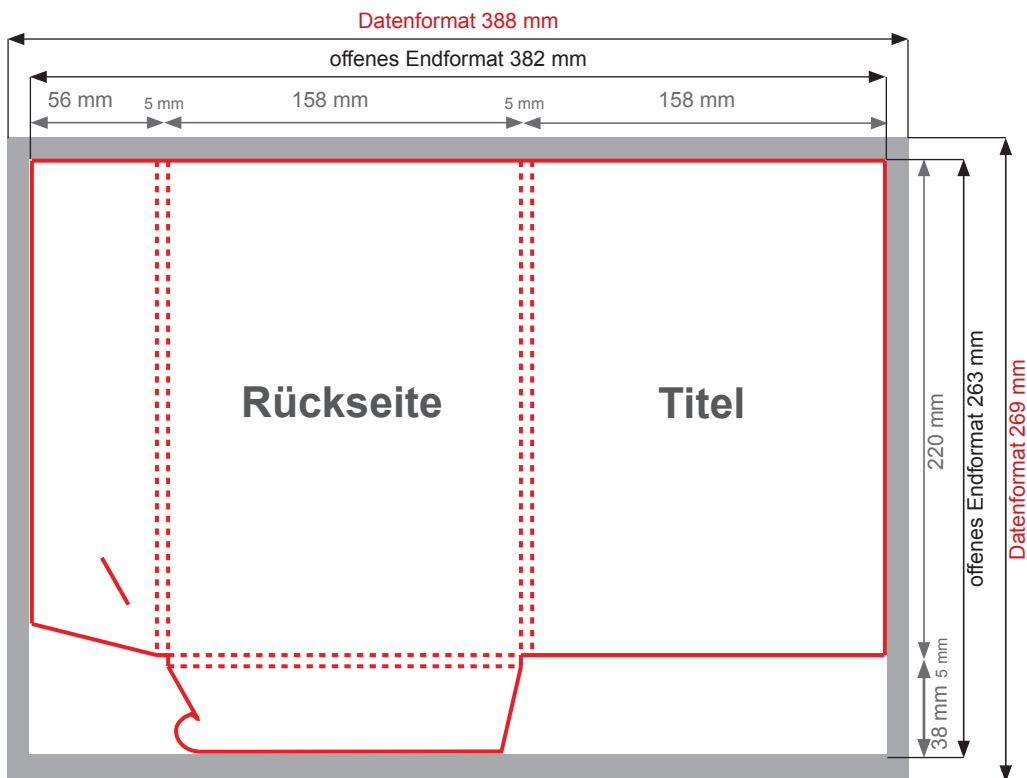 Datenformat 388 mm
offenes Endformat 382 mm
56 mm
5 mm
158 mm
5 mm
158 mm
Rückseite
Titel
220 mm
5 mm
38 mm
offenes Endformat 263 mm
Datenformat 269 mm